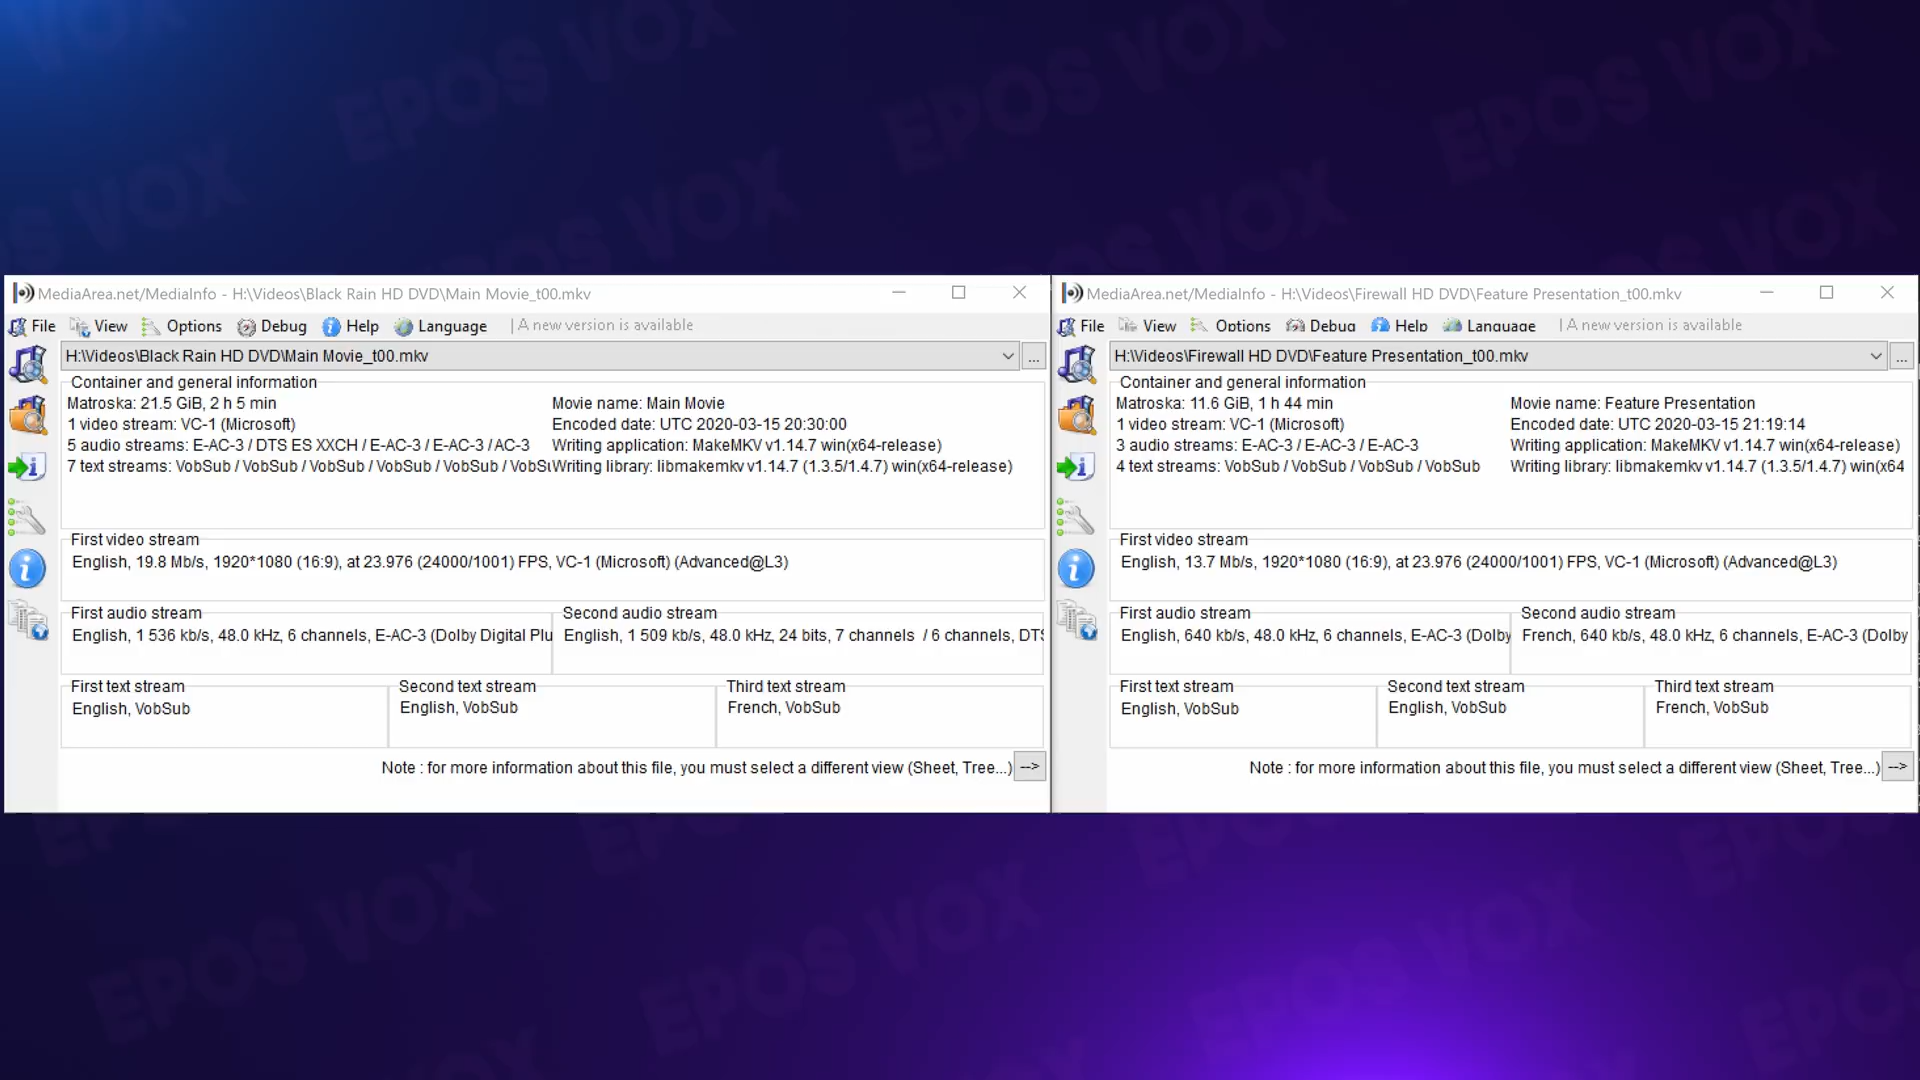 MediaArea.net/MediaInfo - H:\Videos\Black Rain HD DVD\Main Movie_t00.mkv
File View Options Debug Help Language | A new version is available
H:\Videos\Black Rain HD DVD\Main Movie_t00.mkv
...
Container and general information
Matroska: 21.5 GiB, 2 h 5 min
Movie name: Main Movie
1 video stream: VC-1 (Microsoft)
Encoded date: UTC 2020-03-15 20:30:00
5 audio streams: E-AC-3 / DTS ES XXCH / E-AC-3 / E-AC-3 / AC-3
Writing application: MakeMKV v1.14.7 win(x64-release)
7 text streams: VobSub / VobSub / VobSub / VobSub / VobSub / VobSu
Writing library: libmakemkv v1.14.7 (1.3.5/1.4.7) win(x64-release)
First video stream
English, 19.8 Mb/s, 1920*1080 (16:9), at 23.976 (24000/1001) FPS, VC-1 (Microsoft) (Advanced@L3)
First audio stream
English, 1 536 kb/s, 48.0 kHz, 6 channels, E-AC-3 (Dolby Digital Plu
Second audio stream
English, 1 509 kb/s, 48.0 kHz, 24 bits, 7 channels / 6 channels, DTS
First text stream
English, VobSub
Second text stream
English, VobSub
Third text stream
French, VobSub
Note : for more information about this file, you must select a different view (Sheet, Tree...)
-->
MediaArea.net/MediaInfo - H:\Videos\Firewall HD DVD\Feature Presentation_t00.mkv
File View Options Debug Help Language | A new version is available
H:\Videos\Firewall HD DVD\Feature Presentation_t00.mkv
...
Container and general information
Matroska: 11.6 GiB, 1 h 44 min
Movie name: Feature Presentation
1 video stream: VC-1 (Microsoft)
Encoded date: UTC 2020-03-15 21:19:14
3 audio streams: E-AC-3 / E-AC-3 / E-AC-3
Writing application: MakeMKV v1.14.7 win(x64-release)
4 text streams: VobSub / VobSub / VobSub / VobSub
Writing library: libmakemkv v1.14.7 (1.3.5/1.4.7) win(x64
First video stream
English, 13.7 Mb/s, 1920*1080 (16:9), at 23.976 (24000/1001) FPS, VC-1 (Microsoft) (Advanced@L3)
First audio stream
English, 640 kb/s, 48.0 kHz, 6 channels, E-AC-3 (Dolby
Second audio stream
French, 640 kb/s, 48.0 kHz, 6 channels, E-AC-3 (Dolby
First text stream
English, VobSub
Second text stream
English, VobSub
Third text stream
French, VobSub
Note : for more information about this file, you must select a different view (Sheet, Tree...)
-->
EPOS VOX
EPOS VOX
EPOS VOX
EPOS VOX
EPOS VOX
EPOS VOX